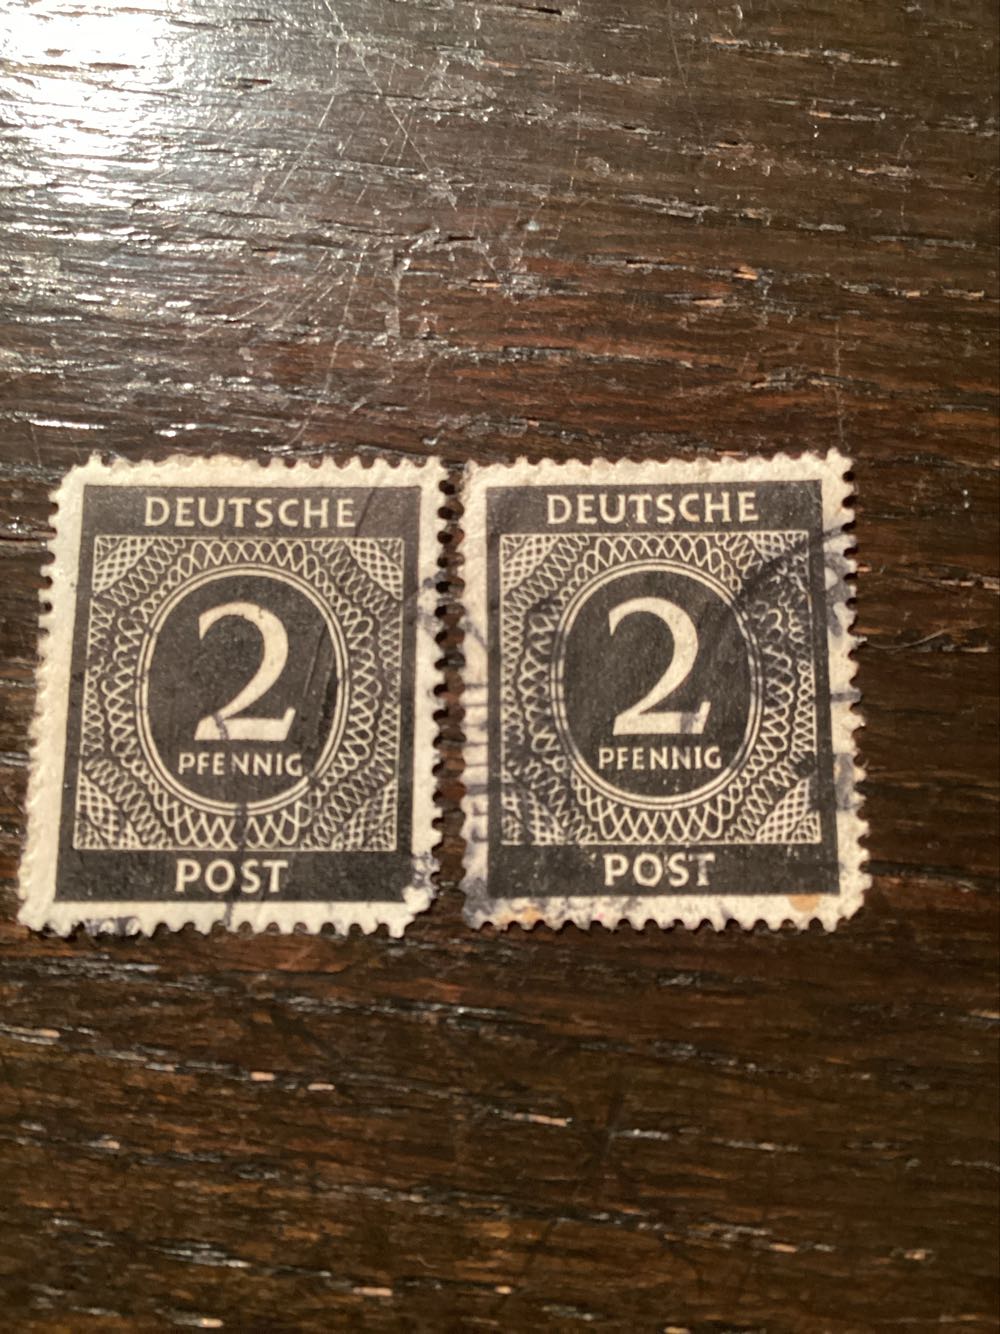 DEUTSCHE
2
PFENNIG
POST
DEUTSCHE
2
PFENNIG
POST